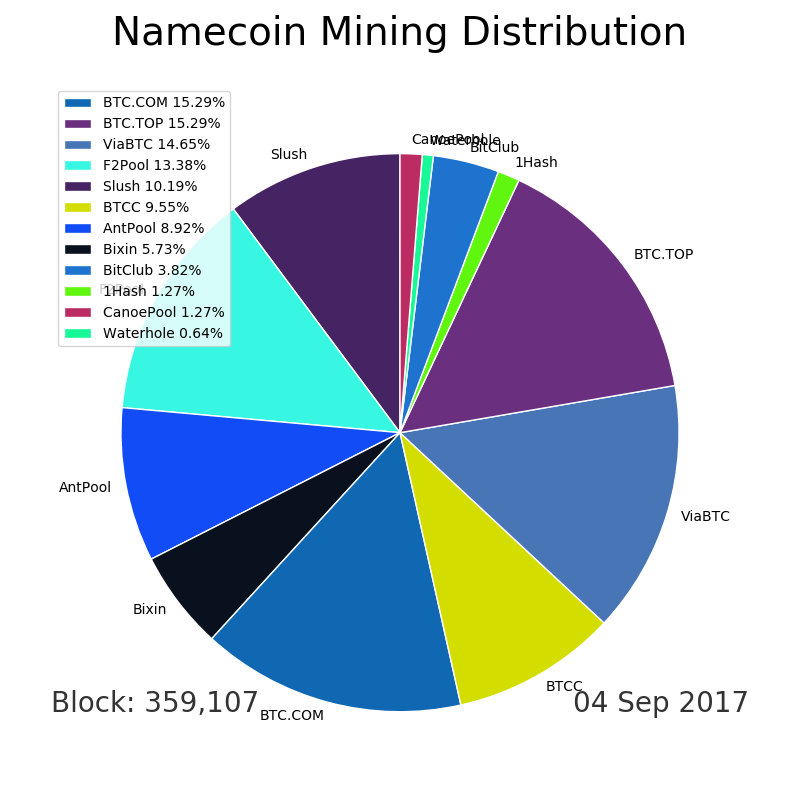 Namecoin Mining Distribution
BTC.COM 15.29%
BTC.TOP 15.29%
ViaBTC 14.65%
F2Pool 13.38%
Slush 10.19%
BTCC 9.55%
AntPool 8.92%
Bixin 5.73%
BitClub 3.82%
1Hash 1.27%
CanoePool 1.27%
Waterhole 0.64%
CanoePool
Waterhole
BitClub
1Hash
Slush
BTC.TOP
F2Pool
AntPool
ViaBTC
Bixin
BTCC
BTC.COM
Block: 359,107
04 Sep 2017